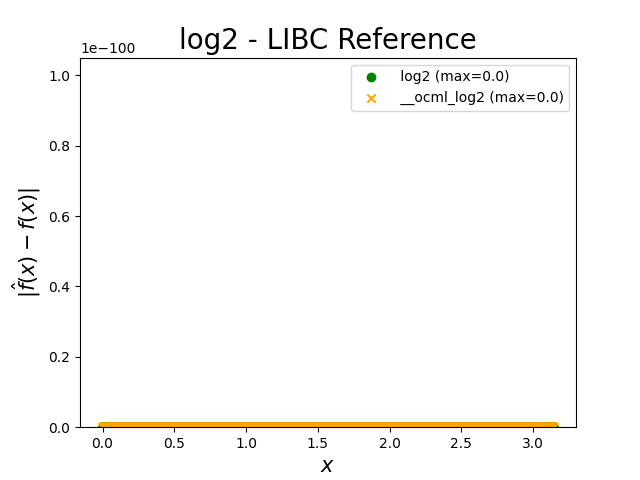 log2 - LIBC Reference
1e−100
log2 (max=0.0)
__ocml_log2 (max=0.0)
1.0
0.8
0.6
0.4
0.2
0.0
|f̂(x) − f(x)|
0.0 0.5 1.0 1.5 2.0 2.5 3.0
x